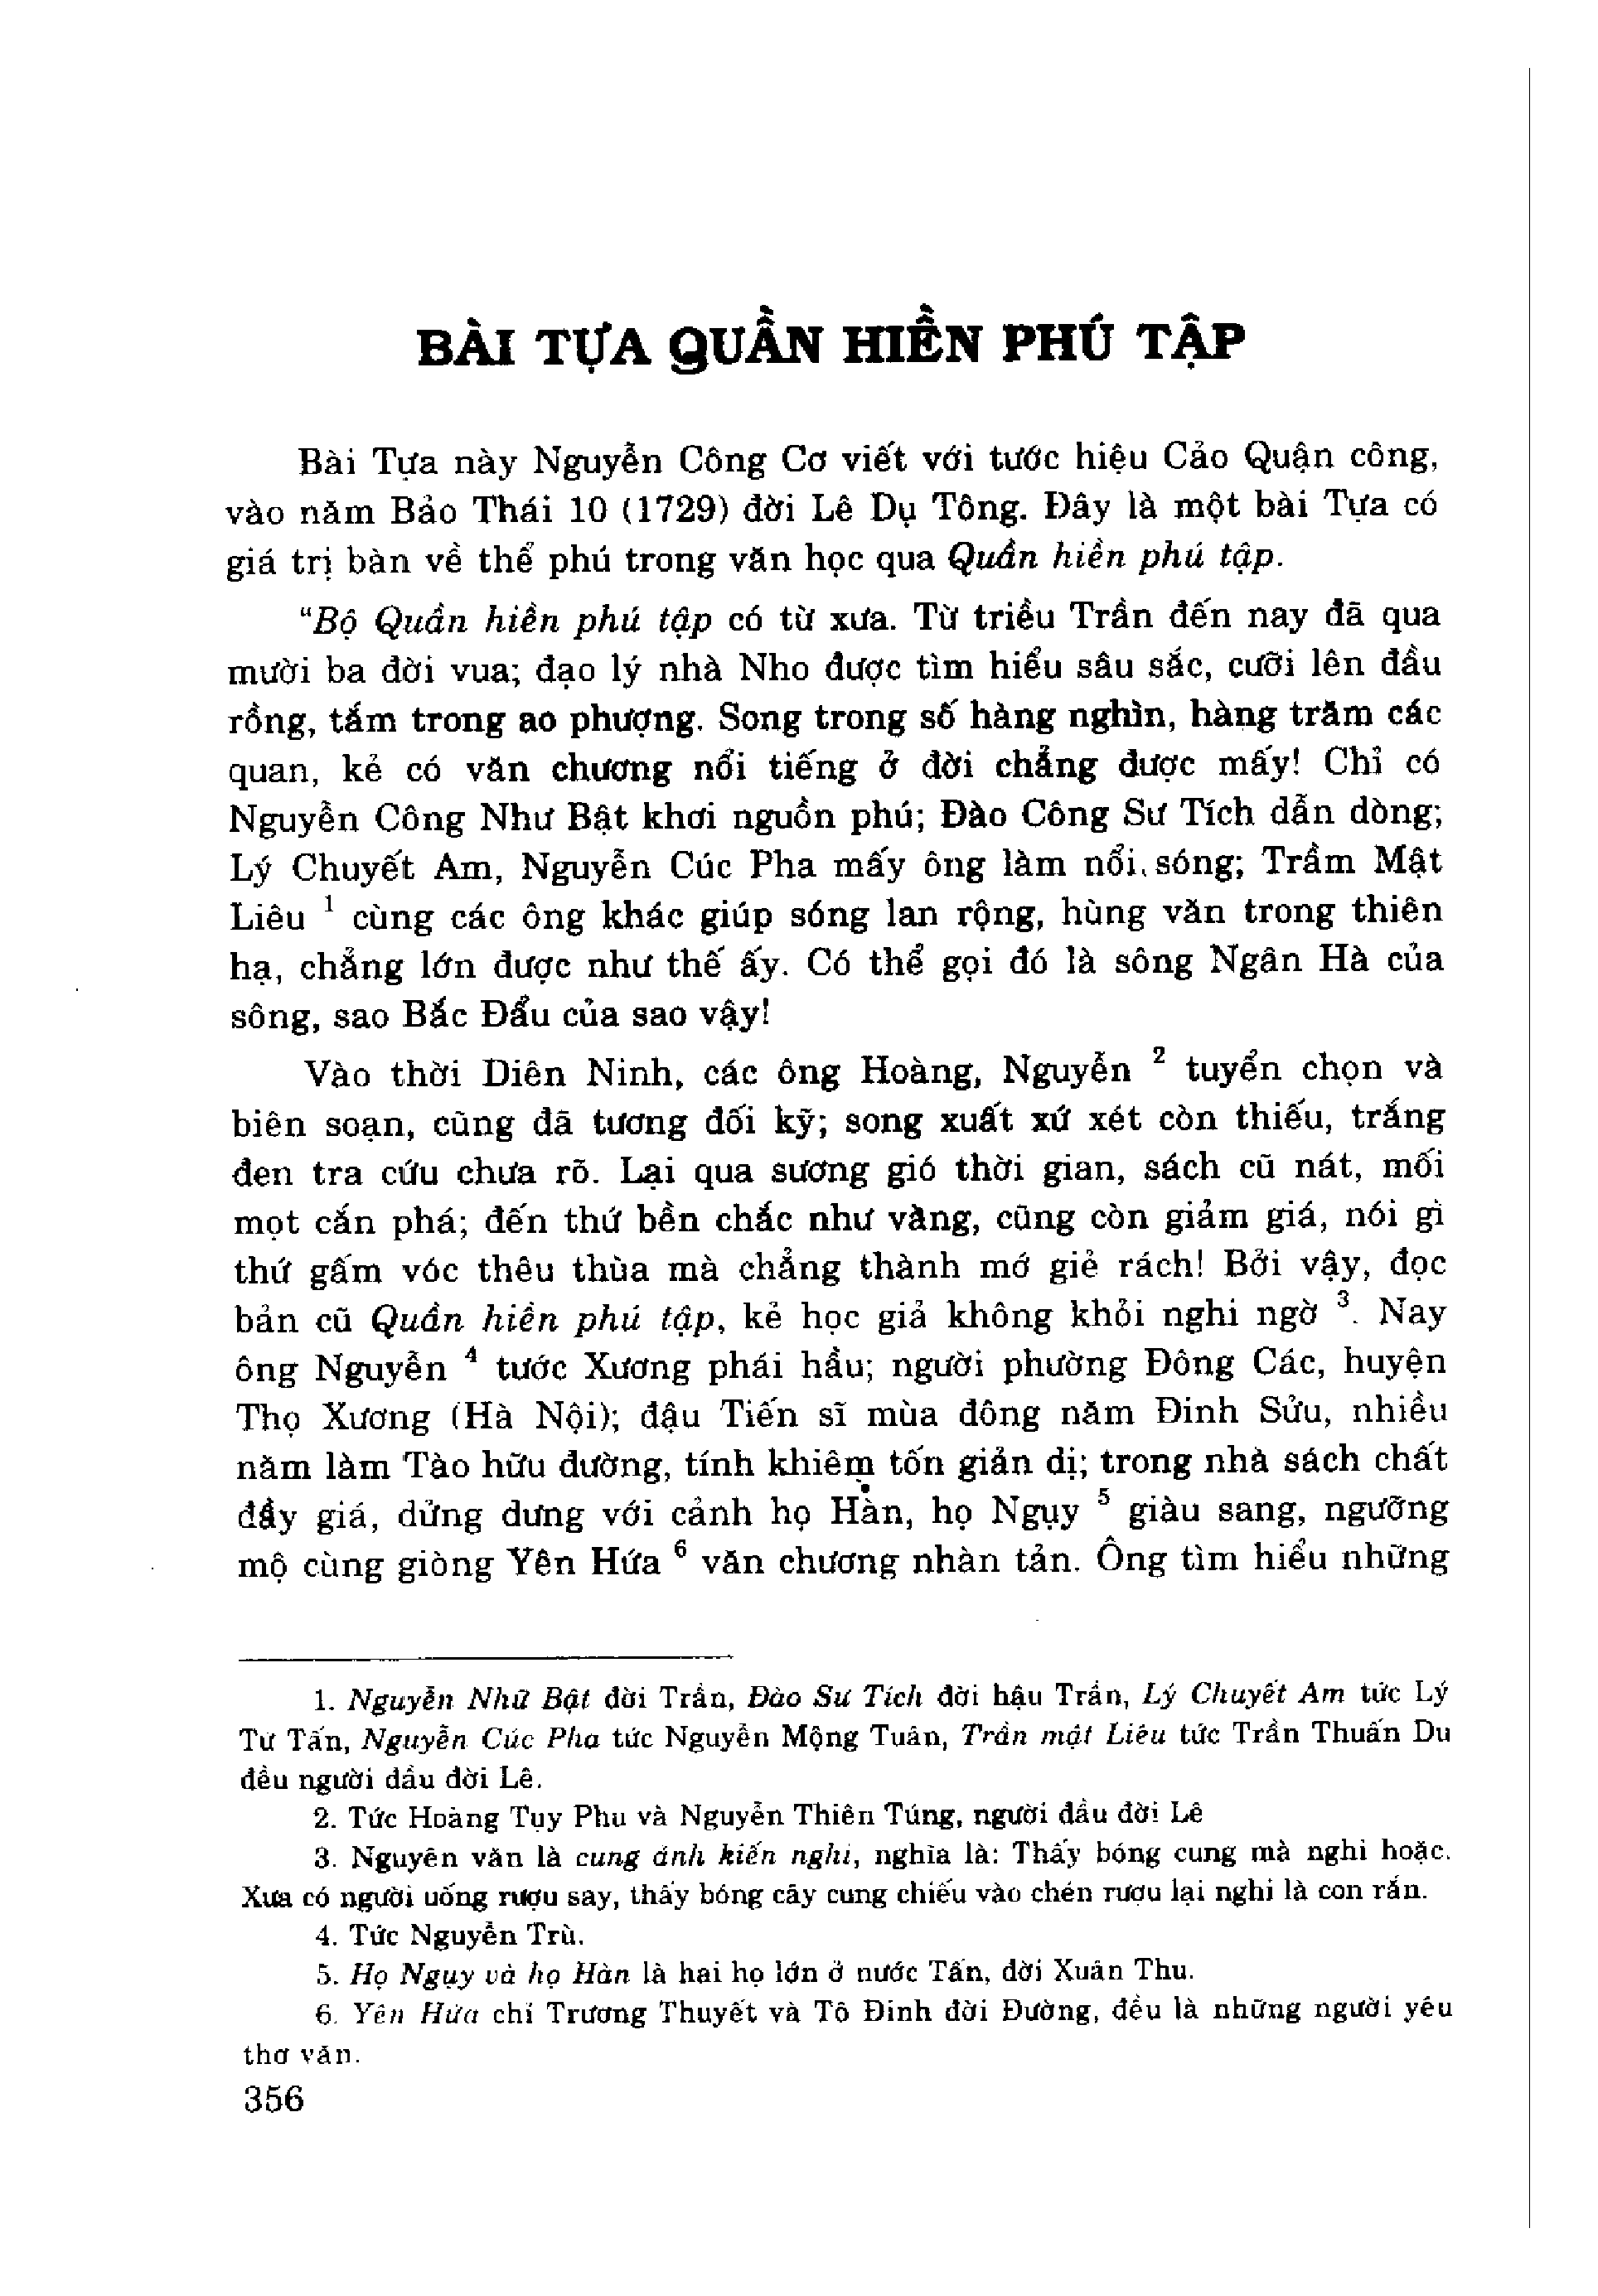 BÀI TỰA QUẦN HIỀN PHÚ TẬP
Bài Tựa này Nguyễn Công Cơ viết với tước hiệu Cảo Quận công,
vào năm Bảo Thái 10 (1729) đời Lê Dụ Tông. Đây là một bài Tựa có
giá trị bàn về thể phú trong văn học qua Quần hiền phú tập.
“Bộ Quần hiền phú tập có từ xưa. Từ triều Trần đến nay đã qua
mười ba đời vua; đạo lý nhà Nho được tìm hiểu sâu sắc, cưỡi lên đầu
rồng, tắm trong ao phượng. Song trong số hàng nghìn, hàng trăm các
quan, kẻ có văn chương nổi tiếng ở đời chẳng được mấy! Chỉ có
Nguyễn Công Như Bật khơi nguồn phú; Đào Công Sư Tích dẫn dòng;
Lý Chuyết Am, Nguyễn Cúc Pha mấy ông làm nổi sóng; Trầm Mật
Liêu 1 cùng các ông khác giúp sóng lan rộng, hùng văn trong thiên
hạ, chẳng lớn được như thế ấy. Có thể gọi đó là sông Ngân Hà của
sông, sao Bắc Đẩu của sao vậy!
Vào thời Diên Ninh, các ông Hoàng, Nguyễn 2 tuyển chọn và
biên soạn, cũng đã tương đối kỹ; song xuất xứ xét còn thiếu, trắng
đen tra cứu chưa rõ. Lại qua sương gió thời gian, sách cũ nát, mối
mọt cắn phá; đến thứ bền chắc như vàng, cũng còn giảm giá, nói gì
thứ gấm vóc thêu thùa mà chẳng thành mớ giẻ rách! Bởi vậy, đọc
bản cũ Quần hiền phú tập, kẻ học giả không khỏi nghi ngờ 3. Nay
ông Nguyễn 4 tước Xương phái hầu; người phường Đông Các, huyện
Thọ Xương (Hà Nội); đậu Tiến sĩ mùa đông năm Đinh Sửu, nhiều
năm làm Tào hữu đường, tính khiêm tốn giản dị; trong nhà sách chất
đầy giá, dửng dưng với cảnh họ Hàn, họ Ngụy 5 giàu sang, ngưỡng
mộ cùng giòng Yên Hứa 6 văn chương nhàn tản. Ông tìm hiểu những
1. Nguyễn Nhữ Bật đời Trần, Đào Sư Tích đời hậu Trần, Lý Chuyết Am tức Lý
Tử Tấn, Nguyễn Cúc Pha tức Nguyễn Mộng Tuân, Trần mật Liêu tức Trần Thuấn Du
đều người đầu đời Lê.
2. Tức Hoàng Tụy Phu và Nguyễn Thiên Túng, người đầu đời Lê
3. Nguyên văn là cung ảnh kiến nghi, nghĩa là: Thấy bóng cung mà nghi hoặc.
Xưa có người uống rượu say, thấy bóng cây cung chiếu vào chén rượu lại nghi là con rắn.
4. Tức Nguyễn Trù.
5. Họ Ngụy và họ Hàn là hai họ lớn ở nước Tấn, đời Xuân Thu.
6. Yên Hứa chỉ Trương Thuyết và Tô Đinh đời Đường, đều là những người yêu
thơ văn.
356